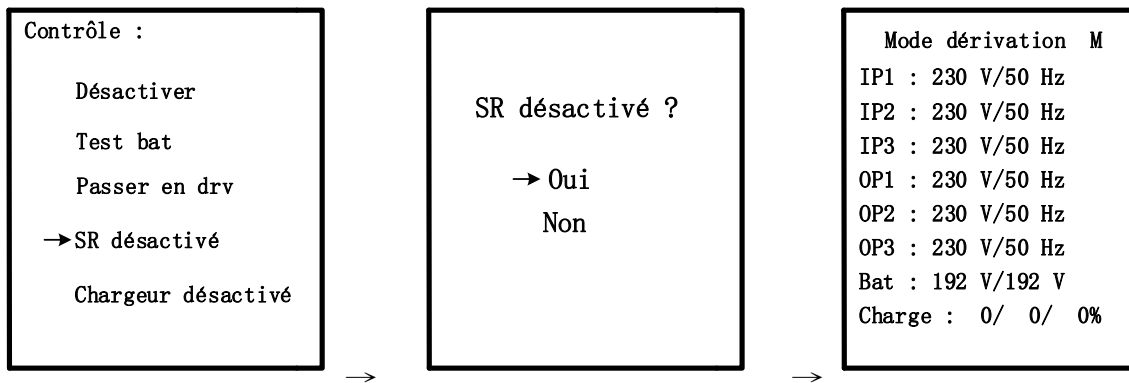 Contrôle :
Désactiver
Test bat
Passer en drv
→SR désactivé
Chargeur désactivé
→
SR désactivé ?
→ Oui
Non
→
Mode dérivation M
IP1 : 230 V/50 Hz
IP2 : 230 V/50 Hz
IP3 : 230 V/50 Hz
OP1 : 230 V/50 Hz
OP2 : 230 V/50 Hz
OP3 : 230 V/50 Hz
Bat : 192 V/192 V
Charge : 0/ 0/ 0%